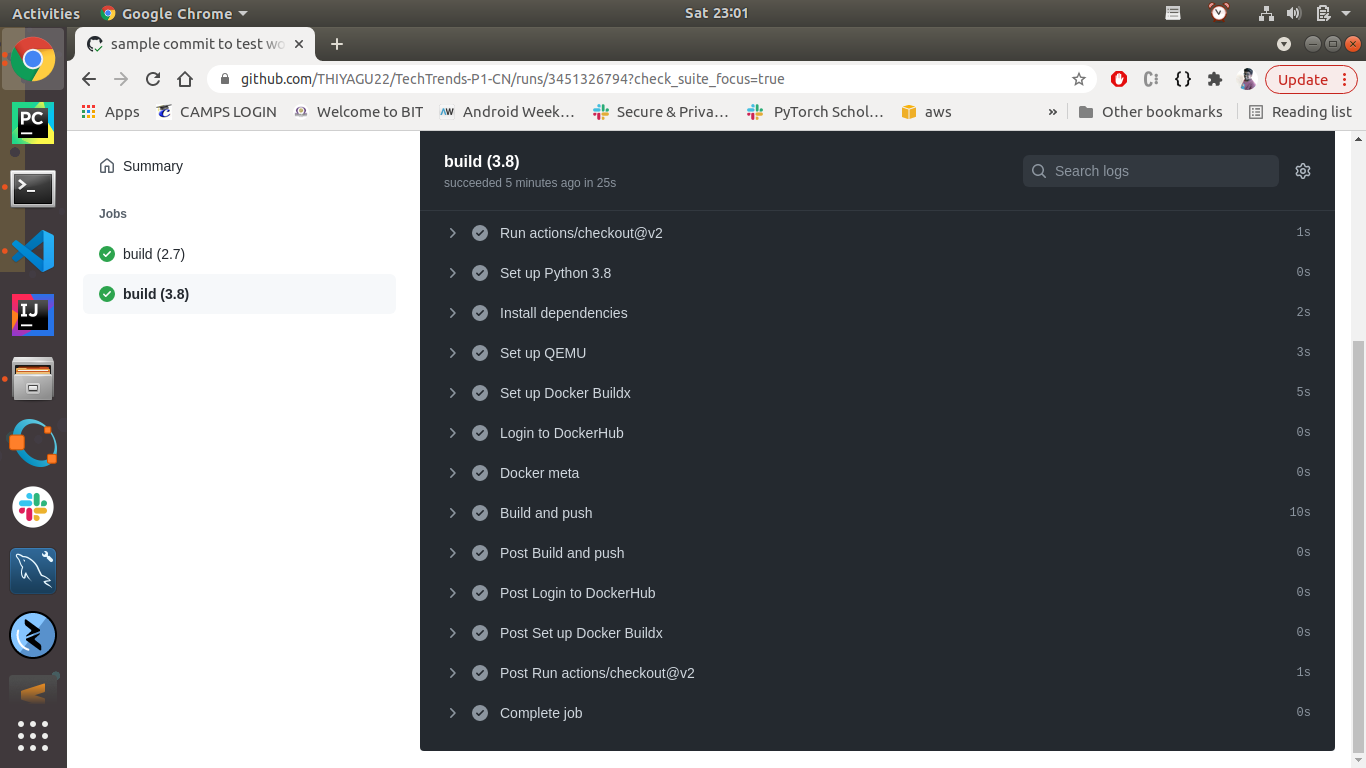 Activities Google Chrome Sat 23:01
sample commit to test wo
github.com/THIYAGU22/TechTrends-P1-CN/runs/3451326794?check_suite_focus=true Update
Apps CAMPS LOGIN Welcome to BIT AW Android Week… Secure & Priva… PyTorch Schol… aws » Other bookmarks Reading list
PC
IJ
Summary
Jobs
build (2.7)
build (3.8)
build (3.8)
succeeded 5 minutes ago in 25s
Search logs
Run actions/checkout@v2 1s
Set up Python 3.8 0s
Install dependencies 2s
Set up QEMU 3s
Set up Docker Buildx 5s
Login to DockerHub 0s
Docker meta 0s
Build and push 10s
Post Build and push 0s
Post Login to DockerHub 0s
Post Set up Docker Buildx 0s
Post Run actions/checkout@v2 1s
Complete job 0s